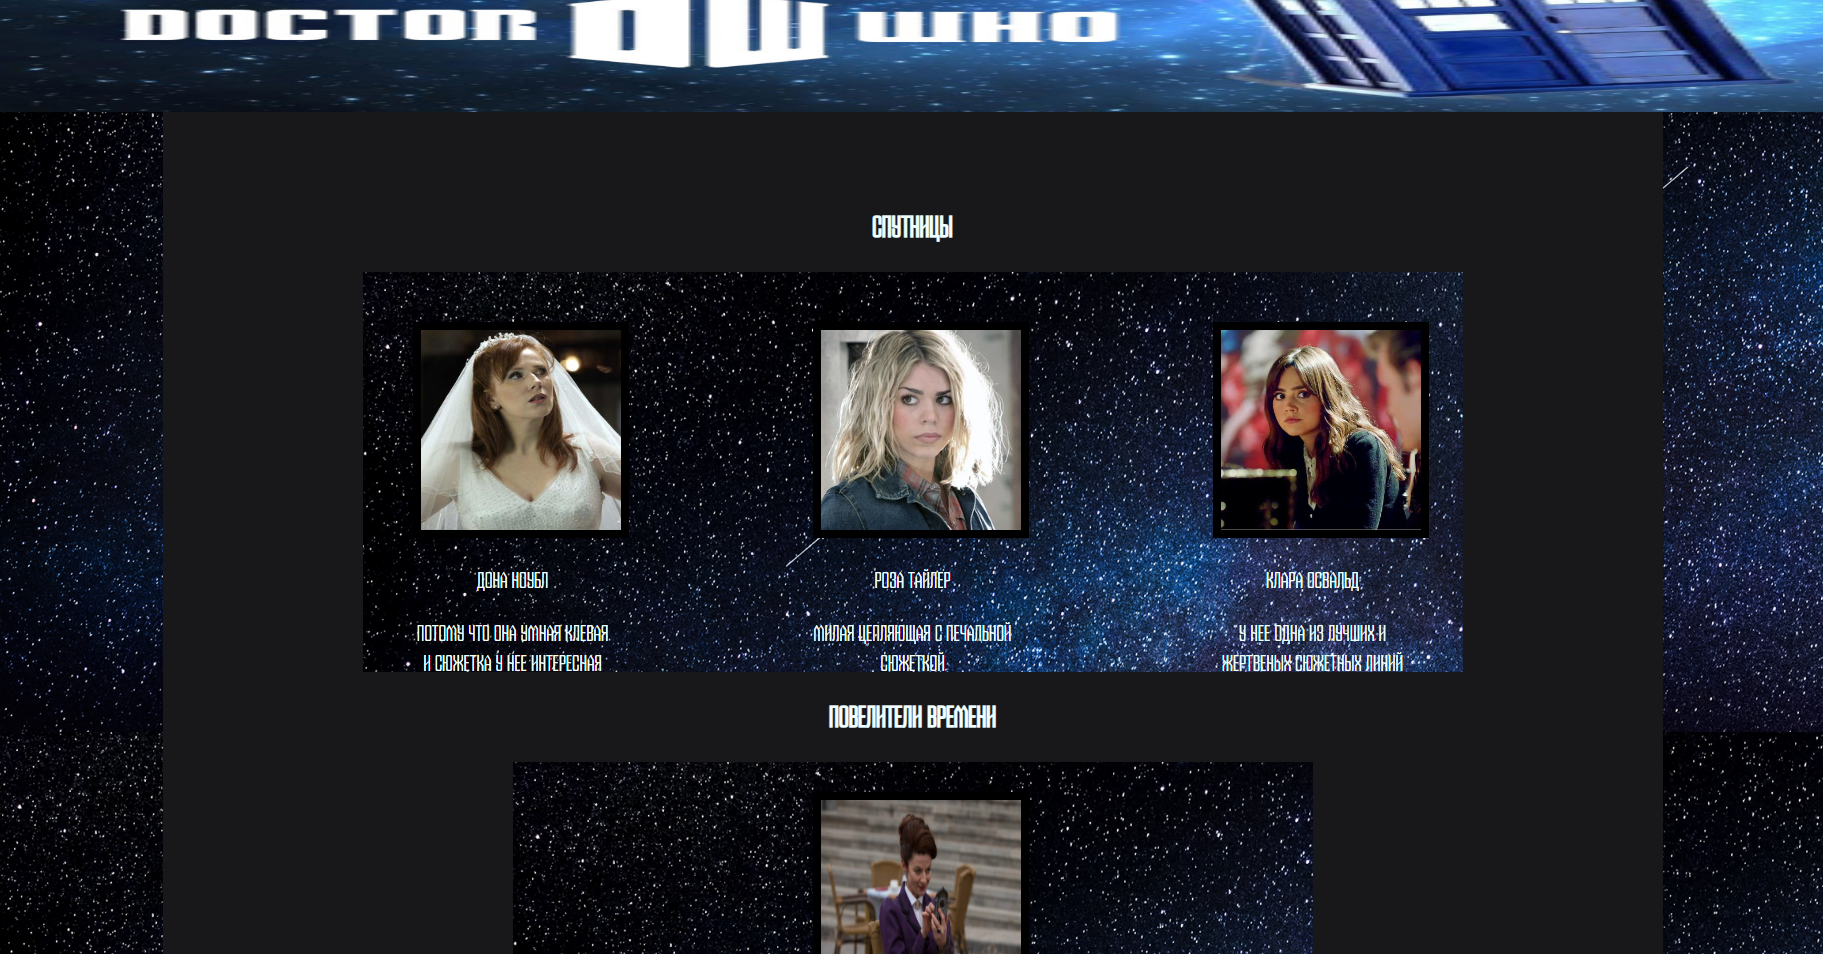 DOCTOR DW WHO
СПУТНИЦЫ
ДОНА НОУБЛ
ПОТОМУ ЧТО ОНА УМНАЯ КЛЕВАЯ
И СЮЖЕТКА У НЕЕ ИНТЕРЕСНАЯ
РОЗА ТАЙЛЕР
МИЛАЯ ЦЕПЛЯЮЩАЯ С ПЕЧАЛЬНОЙ
СЮЖЕТКОЙ.
КЛАРА ОСВАЛЬД
У НЕЕ ОДНА ИЗ ЛУЧШИХ И
ЖЕРТВЕНЫХ СЮЖЕТНЫХ ЛИНИЙ
ПОВЕЛИТЕЛИ ВРЕМЕНИ